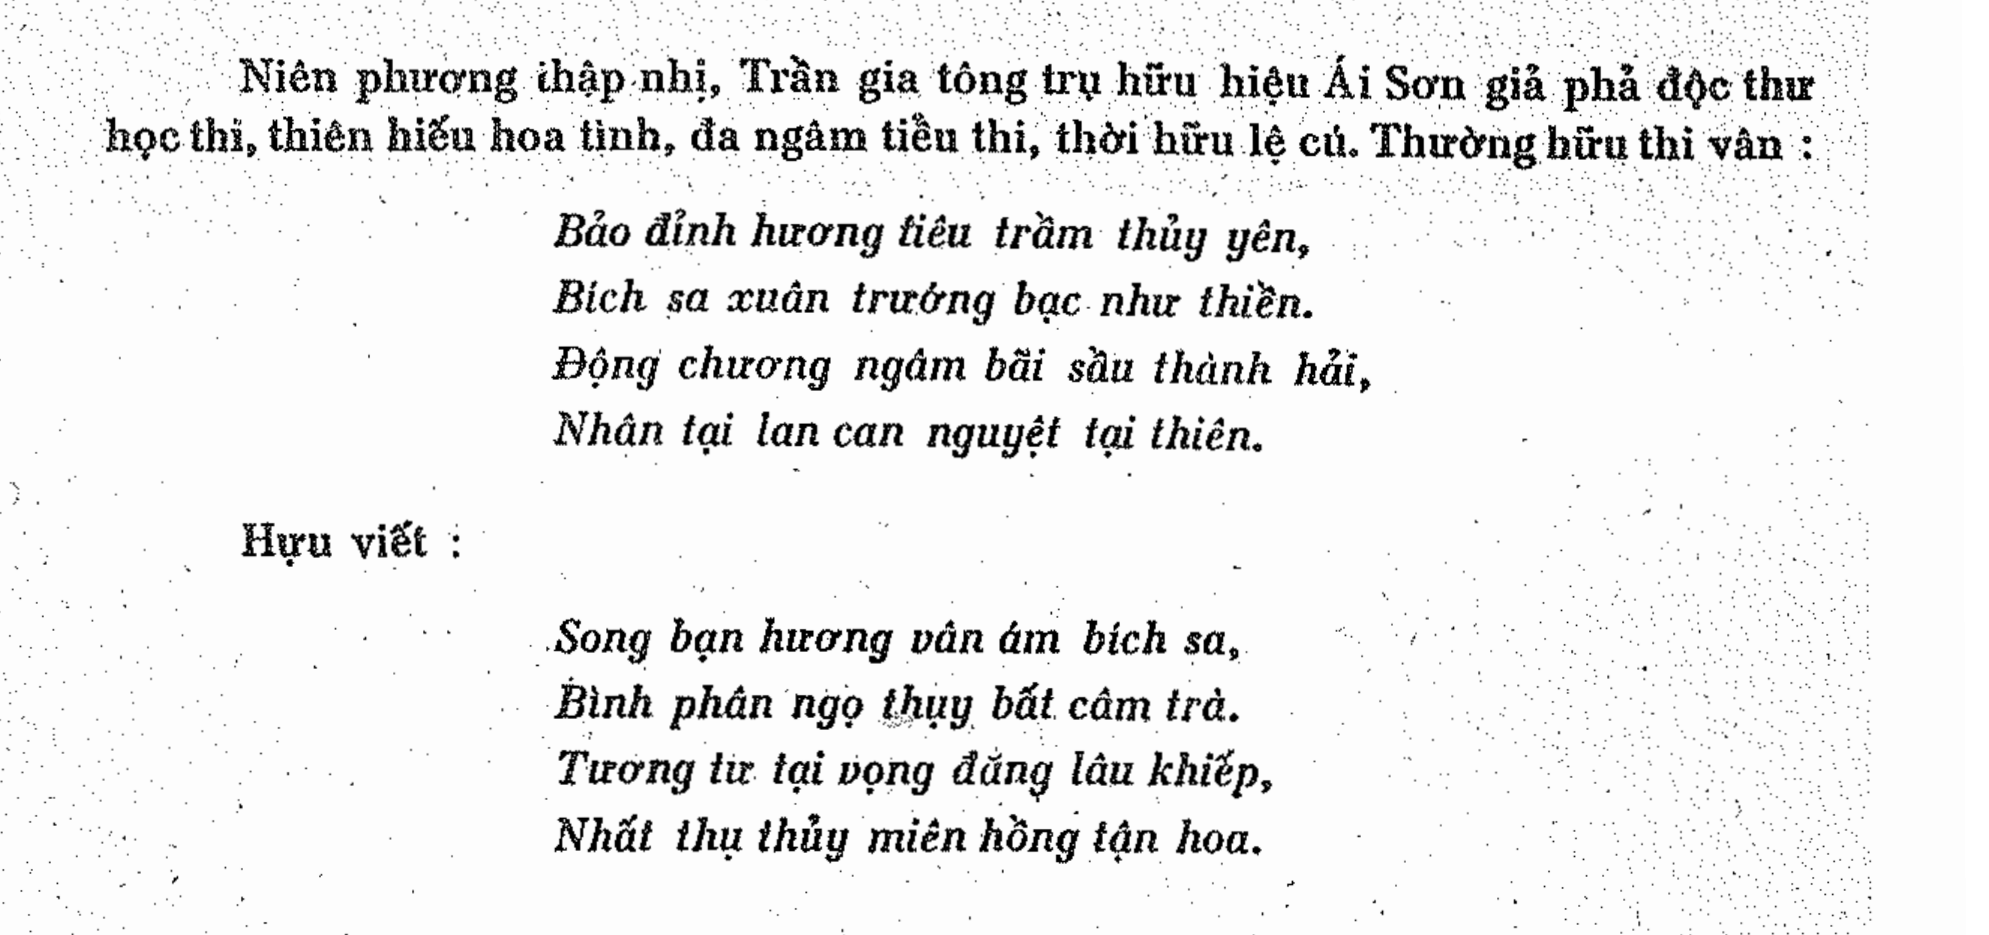 Niên phương thập nhị, Trần gia tông trụ hữu hiệu Ái Sơn giả phả độc thư
học thi, thiên hiếu hoa tình, đa ngâm tiều thi, thời hữu lệ cú. Thường hữu thi vân :
Bảo đỉnh hương tiêu trầm thủy yên,
Bích sa xuân trướng bạc như thiền.
Động chương ngâm bãi sầu thành hải,
Nhân tại lan can nguyệt tại thiên.
Hựu viết :
Song bạn hương vân ám bích sa,
Bình phân ngọ thụy bất câm trà.
Tương tư tại vọng đăng lâu khiếp,
Nhất thụ thủy miên hồng tận hoa.